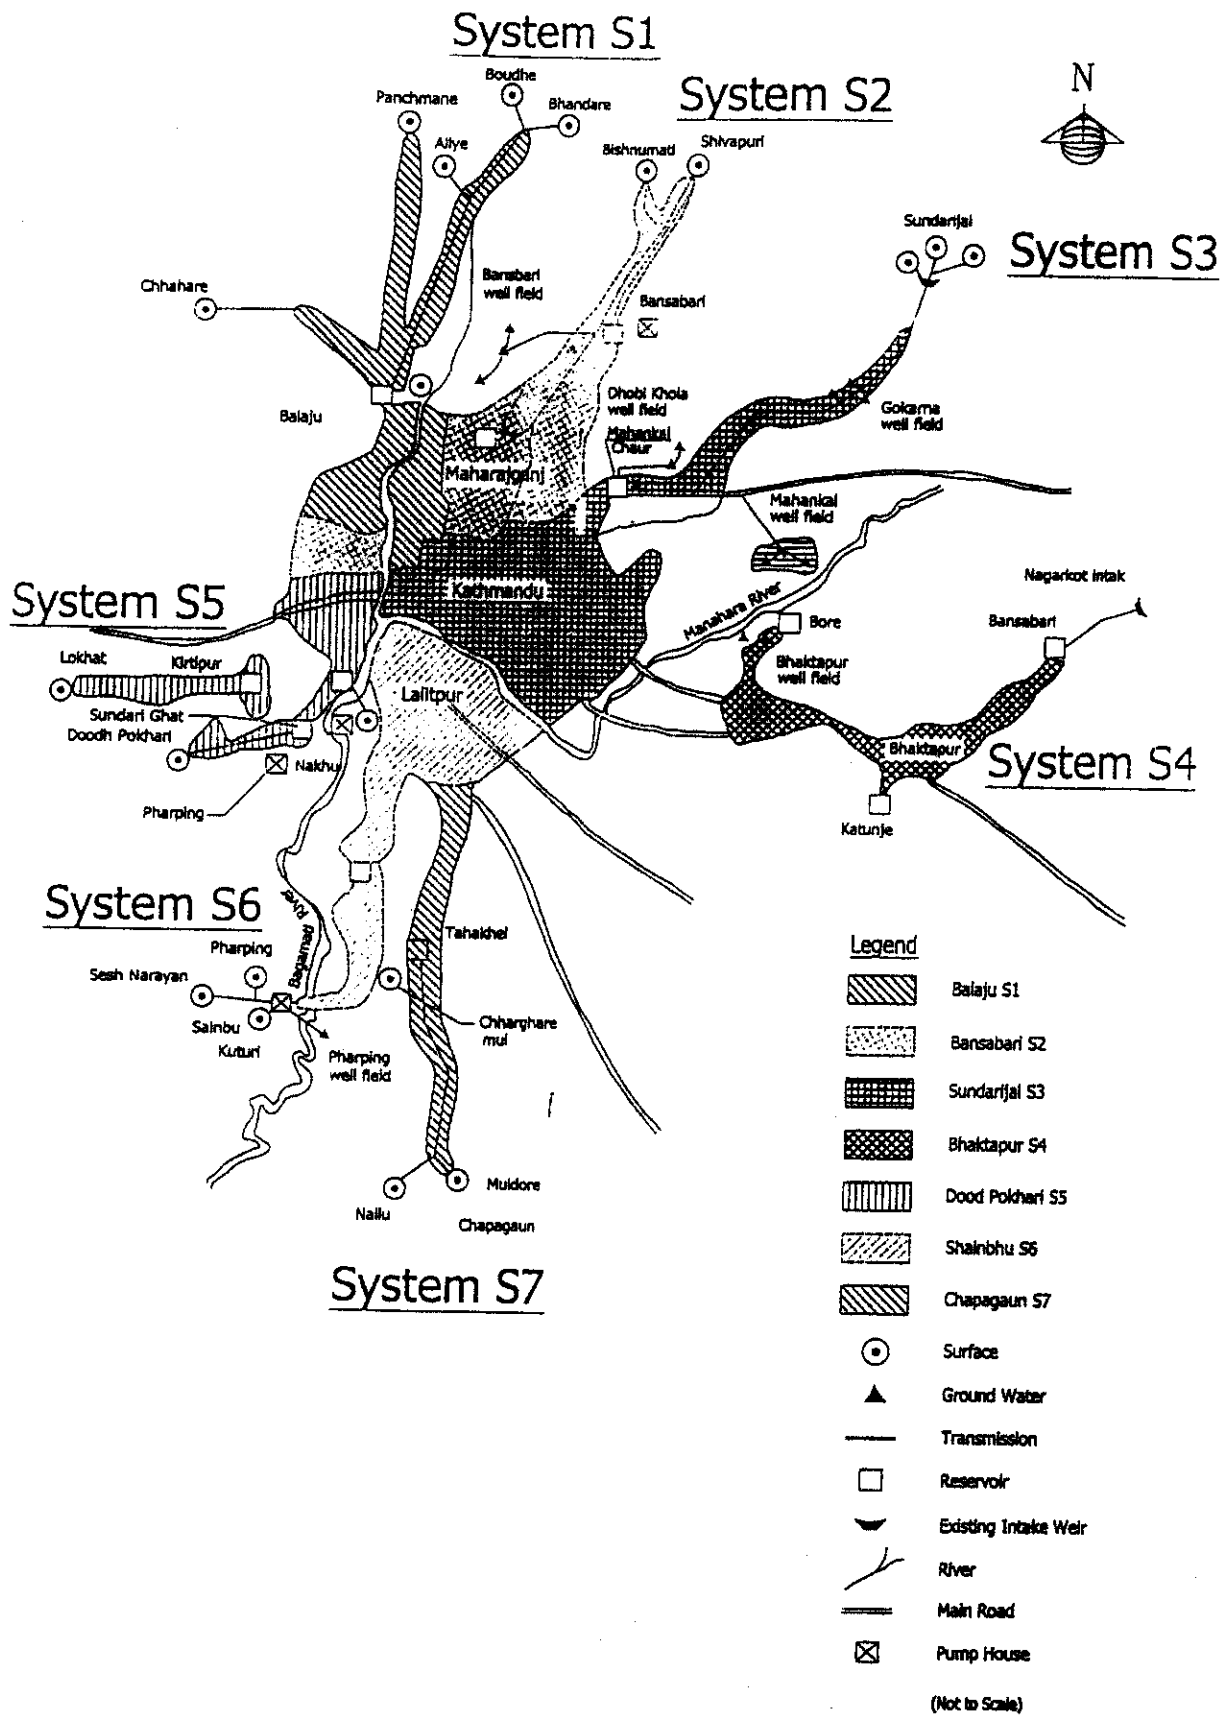 System S1
Boudhe
Panchmane
Bhandare
System S2
Allye
Bishnumati
Shivapuri
N
Sundarijal
System S3
Chhahare
Bansbari
well field
Bansabari
Balaju
Dhobi Khola
well field
Mahankal
Chaur
Gokarna
well field
Maharajganj
Mahankal
well field
Kathmandu
System S5
Manahara River
Nagarkot intak
Bansabari
Bore
Bhaktapur
well field
Lokhat
Kirtipur
Lalitpur
Sundari Ghat
Doodh Pokhari
Nakhu
Bhaktapur
System S4
Pharping
Katunje
System S6
Bagamati River
Pharping
Tahakhel
Sesh Narayan
Sainbu
Kuturi
Chharghare
mul
Pharping
well field
Muldore
Nallu
Chapagaun
System S7
Legend
Balaju S1
Bansabari S2
Sundarijal S3
Bhaktapur S4
Dood Pokhari S5
Shainbhu S6
Chapagaun S7
Surface
Ground Water
Transmission
Reservoir
Existing Intake Weir
River
Main Road
Pump House
(Not to Scale)